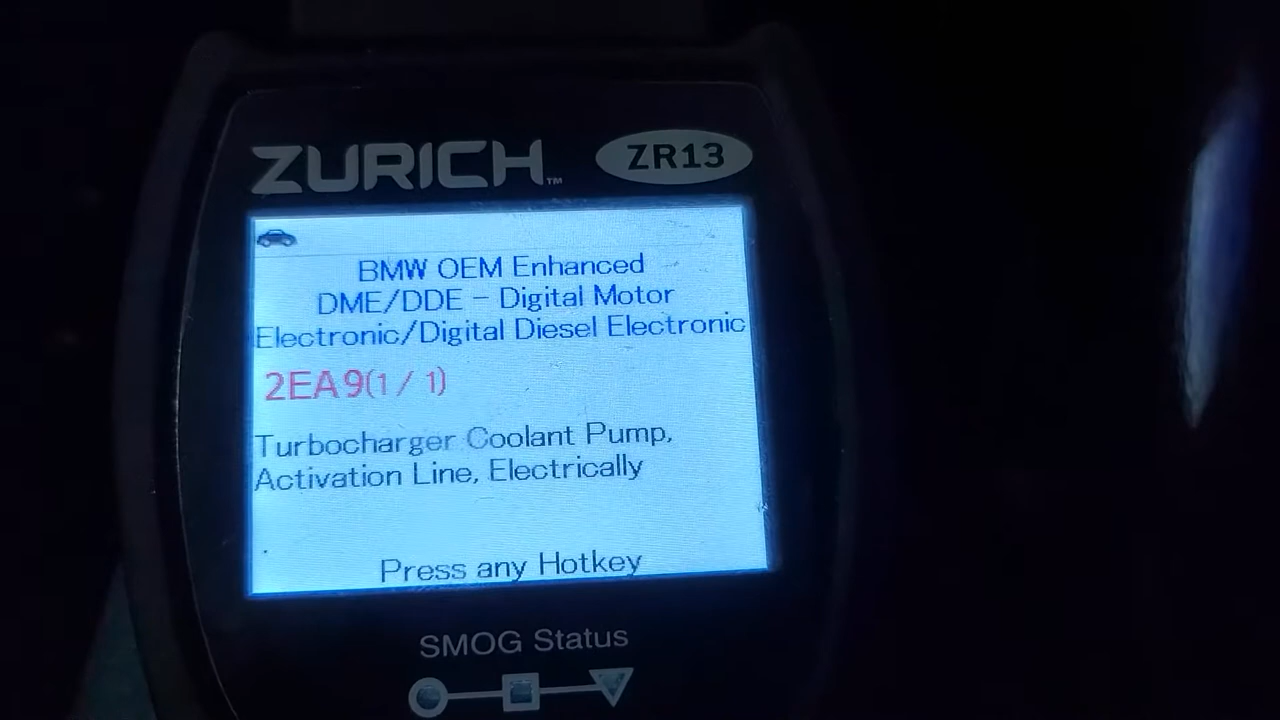 ZURICH™ ZR13
BMW OEM Enhanced
DME/DDE - Digital Motor
Electronic/Digital Diesel Electronic
2EA9(1 / 1)
Turbocharger Coolant Pump,
Activation Line, Electrically
Press any Hotkey
SMOG Status